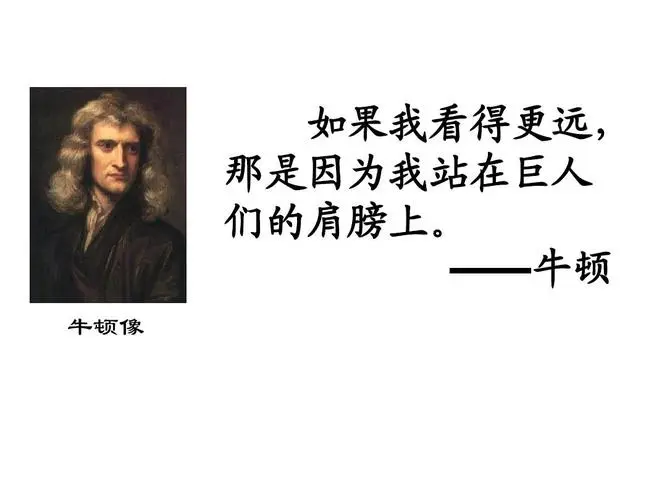 如果我看得更远，
那是因为我站在巨人
们的肩膀上。
——牛顿
牛顿像